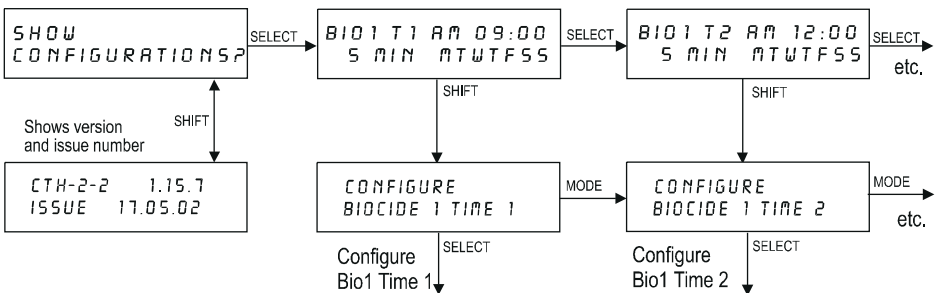 SHOW
CONFIGURATIONS?
SELECT
BIO1 T1 AM 09:00
5 MIN MTWTFSS
SELECT
BIO1 T2 AM 12:00
5 MIN MTWTFSS
SELECT
etc.
Shows version
and issue number
SHIFT
SHIFT
SHIFT
CTH-2-2 1.15.7
ISSUE 17.05.02
CONFIGURE
BIOCIDE 1 TIME 1
MODE
CONFIGURE
BIOCIDE 1 TIME 2
MODE
etc.
Configure
Bio1 Time 1
SELECT
Configure
Bio1 Time 2
SELECT